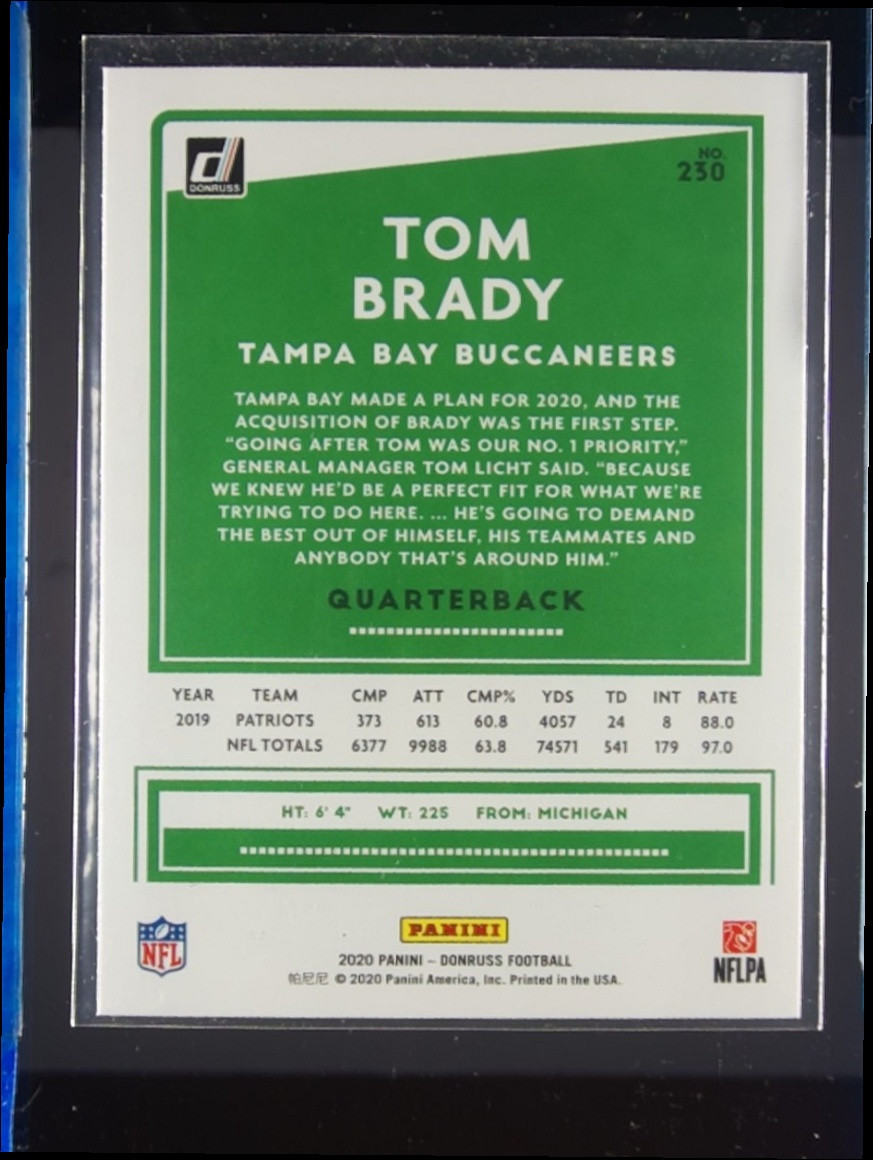 DONRUSS
NO.
230
TOM
BRADY
TAMPA BAY BUCCANEERS
TAMPA BAY MADE A PLAN FOR 2020, AND THE
ACQUISITION OF BRADY WAS THE FIRST STEP.
“GOING AFTER TOM WAS OUR NO. 1 PRIORITY,”
GENERAL MANAGER TOM LICHT SAID. “BECAUSE
WE KNEW HE'D BE A PERFECT FIT FOR WHAT WE'RE
TRYING TO DO HERE. ... HE'S GOING TO DEMAND
THE BEST OUT OF HIMSELF, HIS TEAMMATES AND
ANYBODY THAT'S AROUND HIM.”
QUARTERBACK
YEAR TEAM CMP ATT CMP% YDS TD INT RATE
2019 PATRIOTS 373 613 60.8 4057 24 8 88.0
NFL TOTALS 6377 9988 63.8 74571 541 179 97.0
HT: 6' 4" WT: 225 FROM: MICHIGAN
NFL
PANINI
NFLPA
2020 PANINI – DONRUSS FOOTBALL
帕尼尼 © 2020 Panini America, Inc. Printed in the USA.